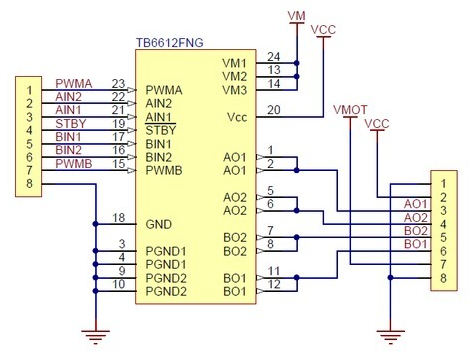 TB6612FNG
VM
VCC
VMOT
VCC
1 PWMA 23 PWMA
2 AIN2 22 AIN2
3 AIN1 21 AIN1
4 STBY 19 STBY
5 BIN1 17 BIN1
6 BIN2 16 BIN2
7 PWMB 15 PWMB
8
18 GND
3 PGND1
4 PGND1
9 PGND2
10 PGND2
VM1 24
VM2 13
VM3 14
Vcc 20
AO1 1
AO1 2
AO2 5
AO2 6
BO2 7
BO2 8
BO1 11
BO1 12
1
2
AO1 3
AO2 4
BO2 5
BO1 6
7
8